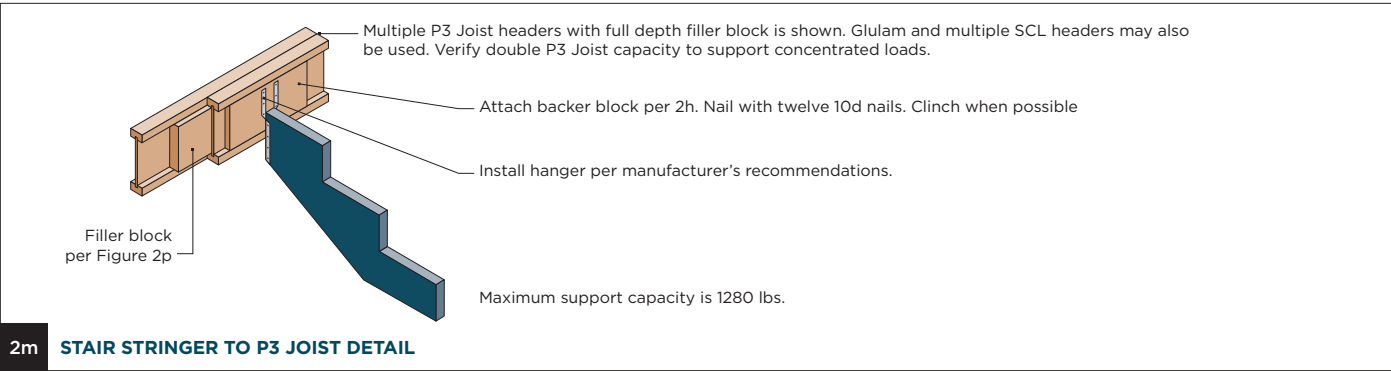 Multiple P3 Joist headers with full depth filler block is shown. Glulam and multiple SCL headers may also
be used. Verify double P3 Joist capacity to support concentrated loads.
Attach backer block per 2h. Nail with twelve 10d nails. Clinch when possible
Install hanger per manufacturer’s recommendations.
Filler block
per Figure 2p
Maximum support capacity is 1280 lbs.
2m STAIR STRINGER TO P3 JOIST DETAIL